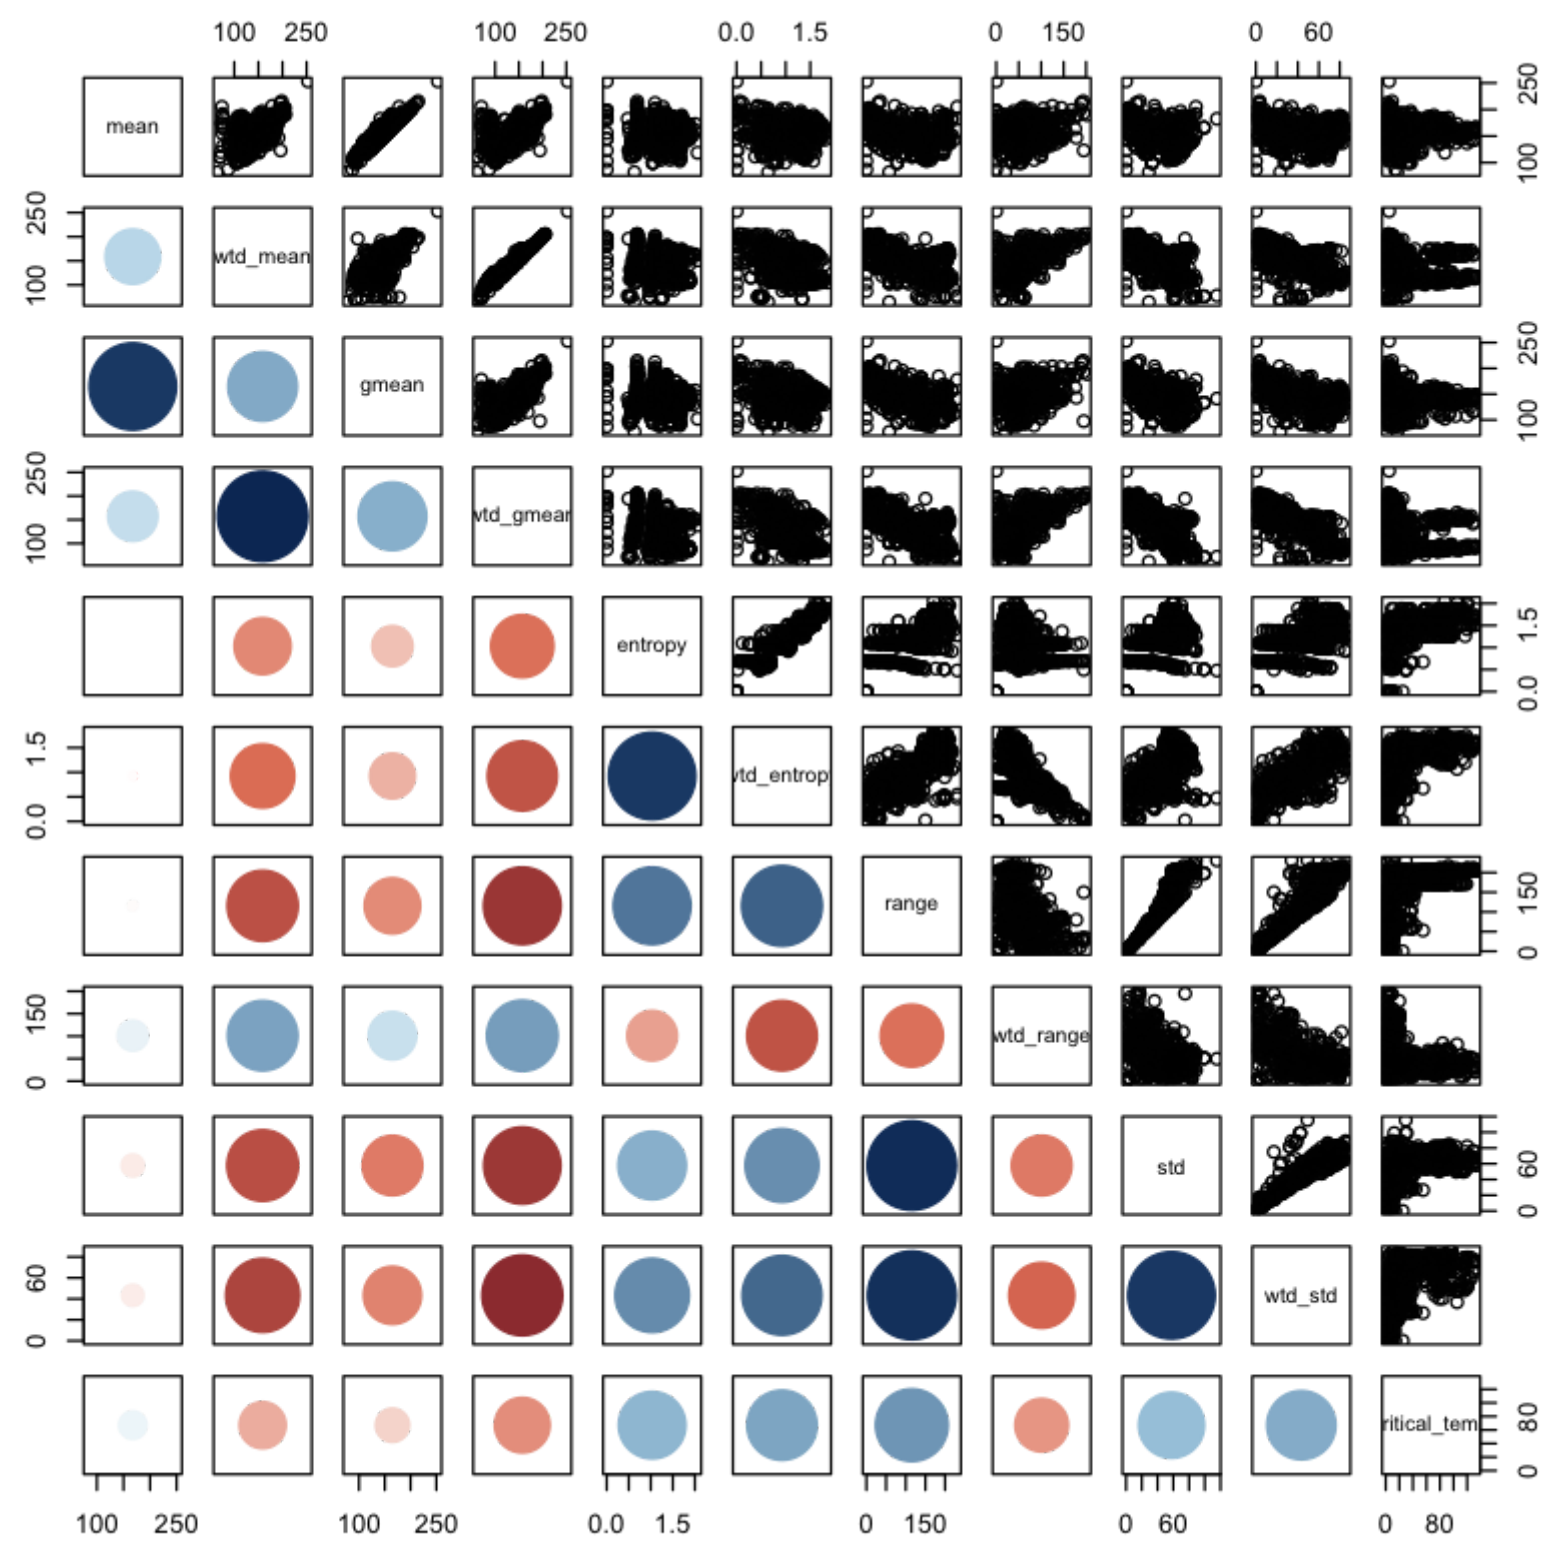 100 250 100 250 0.0 1.5 0 150 0 60
mean 100 250
100 250 wtd_mean
gmean 100 250
100 250 vtd_gmear
entropy 0.0 1.5
0.0 1.5 vtd_entrop
range 0 150
0 150 wtd_range
std 0 60
0 60 wtd_std
ritical_tem 0 80
100 250 100 250 0.0 1.5 0 150 0 60 0 80